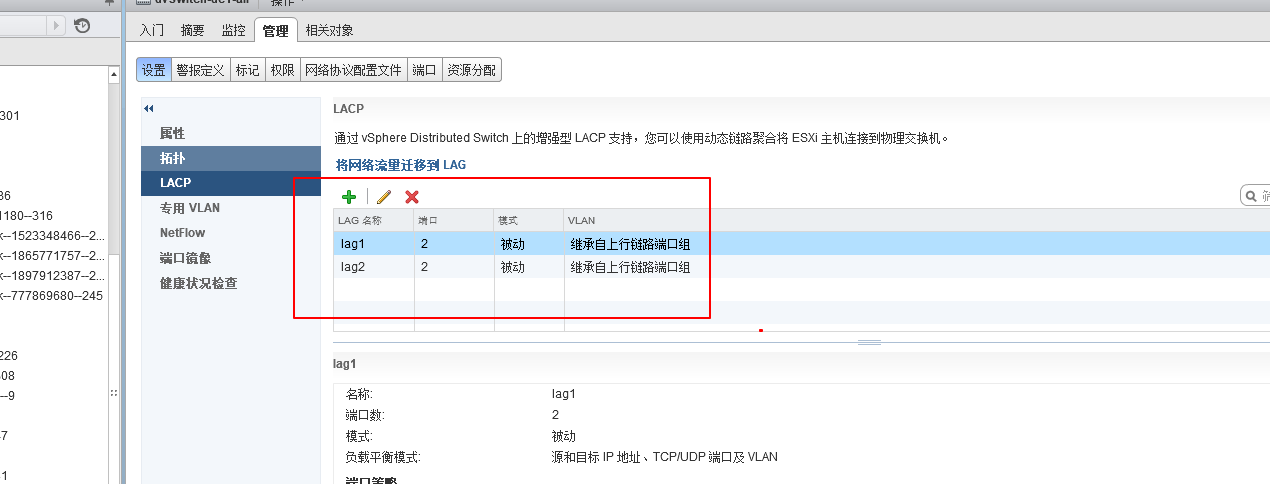 入门 摘要 监控 管理 相关对象
设置 警报定义 标记 权限 网络协议配置文件 端口 资源分配
301
36
1180--316
k--1523348466--2...
k--1865771757--2...
k--1897912387--2...
k--777869680--245
226
308
--9
47
31
属性
拓扑
LACP
专用 VLAN
NetFlow
端口镜像
健康状况检查
LACP
通过 vSphere Distributed Switch 上的增强型 LACP 支持，您可以使用动态链路聚合将 ESXi 主机连接到物理交换机。
将网络流量迁移到 LAG
LAG 名称 端口 模式 VLAN
lag1 2 被动 继承自上行链路端口组
lag2 2 被动 继承自上行链路端口组
lag1
名称: lag1
端口数: 2
模式: 被动
负载平衡模式: 源和目标 IP 地址、TCP/UDP 端口及 VLAN
端口策略